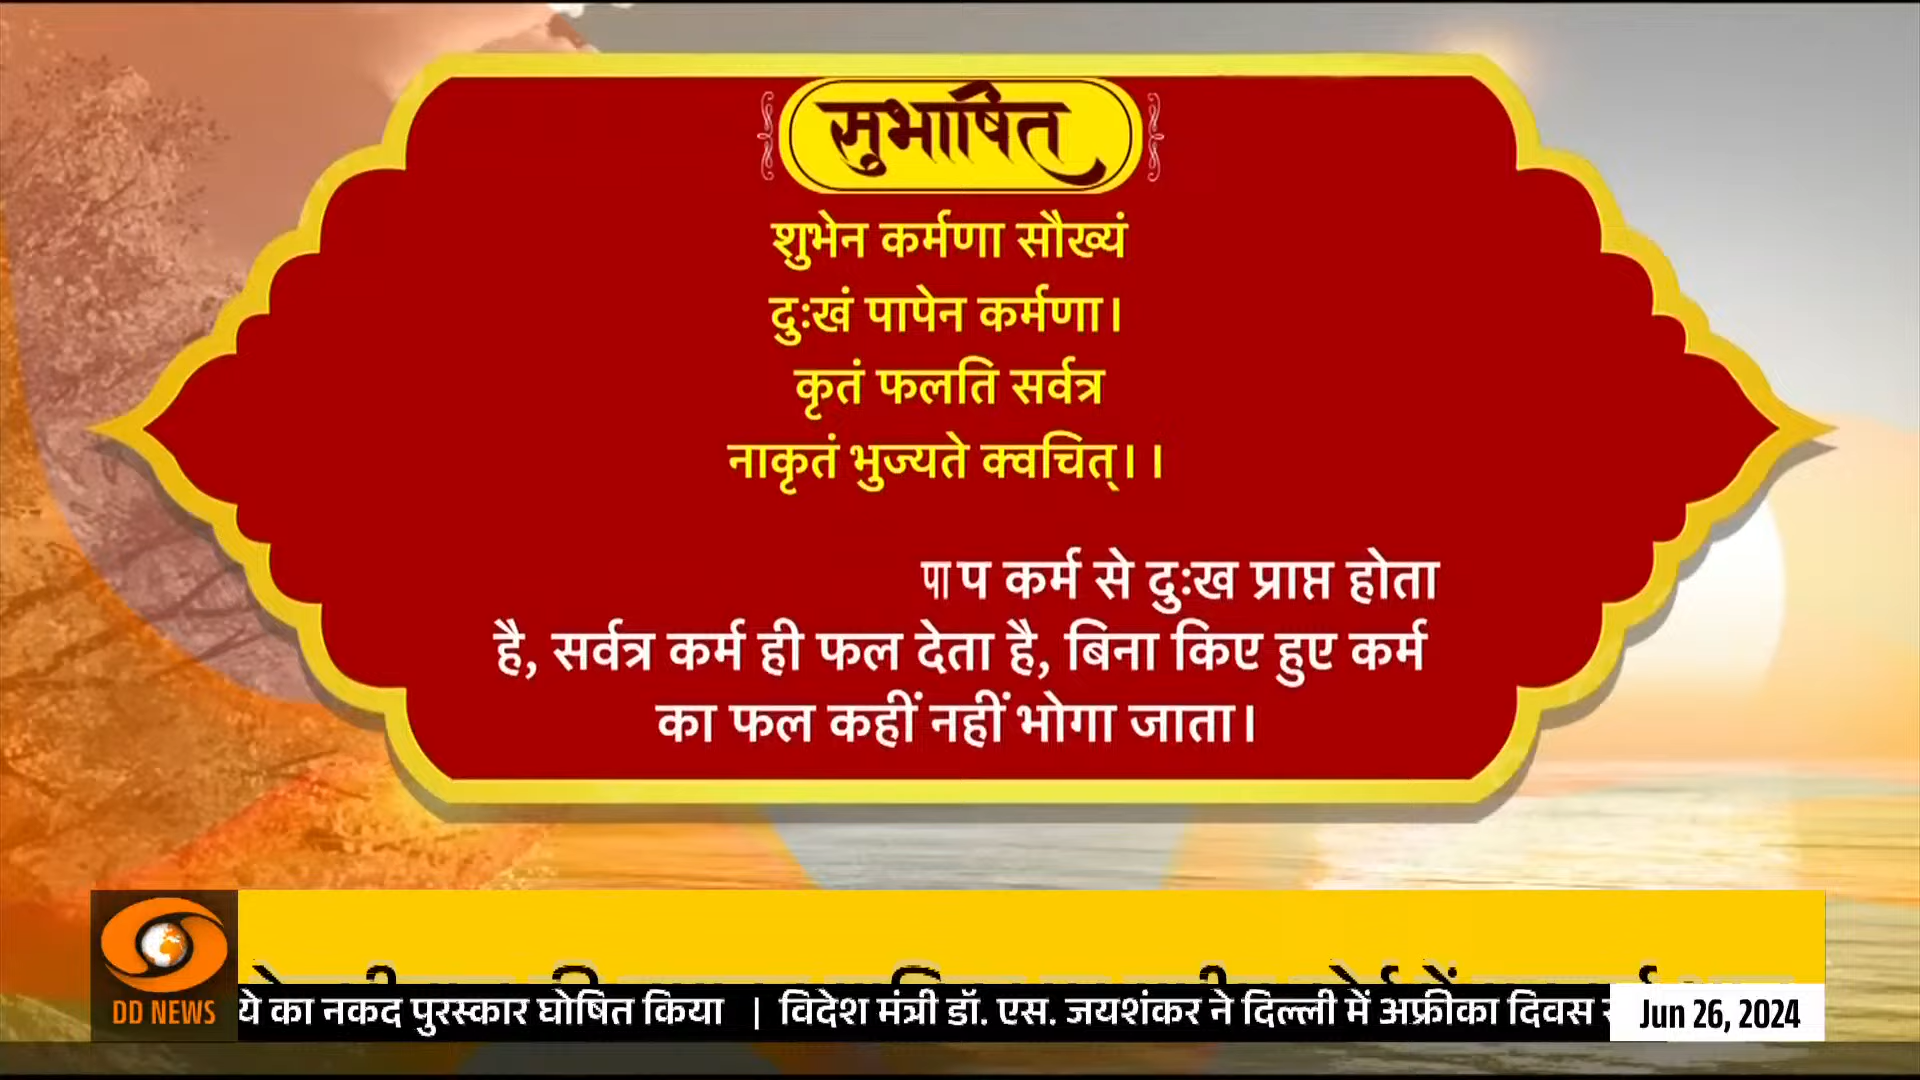 सुभाषित
शुभेन कर्मणा सौख्यं
दुःखं पापेन कर्मणा।
कृतं फलति सर्वत्र
नाकृतं भुज्यते क्वचित्।।
पाप कर्म से दुःख प्राप्त होता
है, सर्वत्र कर्म ही फल देता है, बिना किए हुए कर्म
का फल कहीं नहीं भोगा जाता।
DD NEWS
ये का नकद पुरस्कार घोषित किया | विदेश मंत्री डॉ. एस. जयशंकर ने दिल्ली में अफ्रीका दिवस
Jun 26, 2024